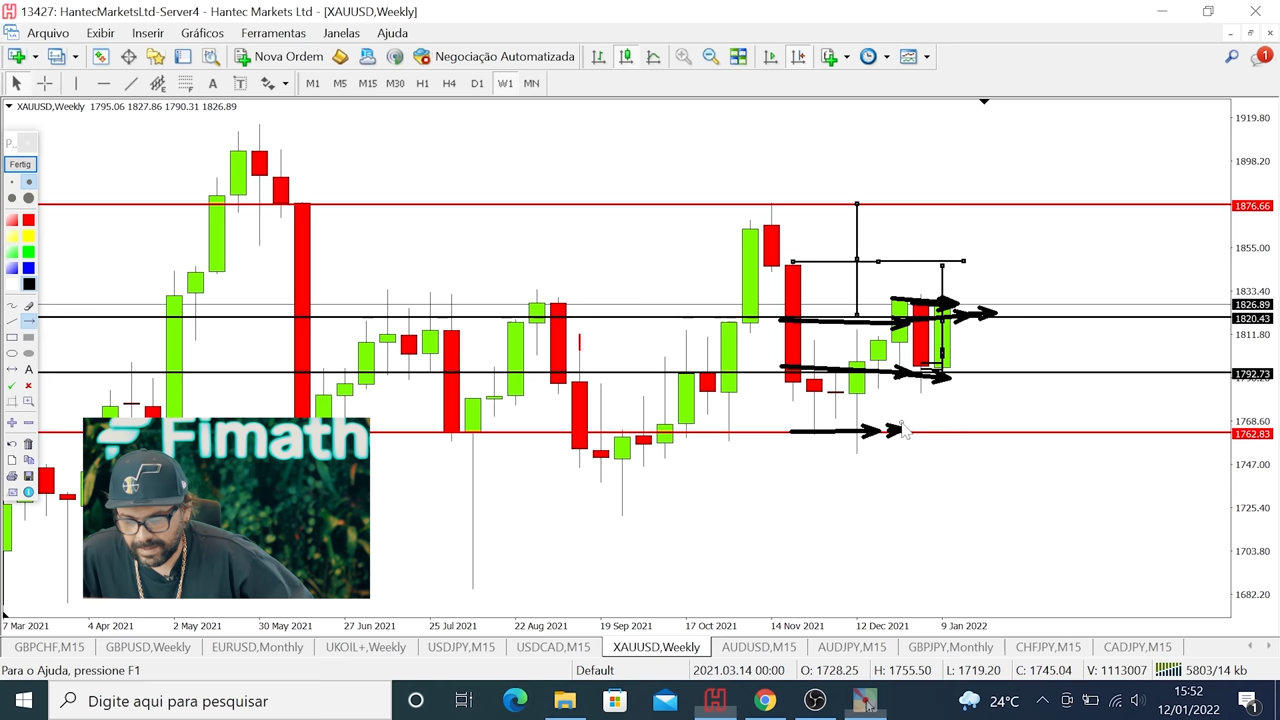 13427: HantecMarketsLtd-Server4 - Hantec Markets Ltd - [XAUUSD,Weekly]
Arquivo Exibir Inserir Gráficos Ferramentas Janelas Ajuda
Nova Ordem Negociação Automatizada 1
A T M1 M5 M15 M30 H1 H4 D1 W1 MN
XAUUSD,Weekly 1795.06 1827.86 1790.31 1826.89
P...
Fertig
A
1919.80
1898.20
1876.66
1855.00
1833.40
1826.89
1820.43
1811.80
1792.73
1768.60
1762.83
1747.00
1725.40
1703.80
1682.20
Fimath
7 Mar 2021 4 Apr 2021 2 May 2021 30 May 2021 27 Jun 2021 25 Jul 2021 22 Aug 2021 19 Sep 2021 17 Oct 2021 14 Nov 2021 12 Dec 2021 9 Jan 2022
GBPCHF,M15 GBPUSD,Weekly EURUSD,Monthly UKOIL+,Weekly USDJPY,M15 USDCAD,M15 XAUUSD,Weekly AUDUSD,M15 AUDJPY,M15 GBPJPY,Monthly CHFJPY,M15 CADJPY,M15
Para o Ajuda, pressione F1 Default 2021.03.14 00:00 O: 1728.25 H: 1755.50 L: 1719.20 C: 1745.04 V: 1113007 5803/14 kb
Digite aqui para pesquisar 24°C 15:52
12/01/2022 1